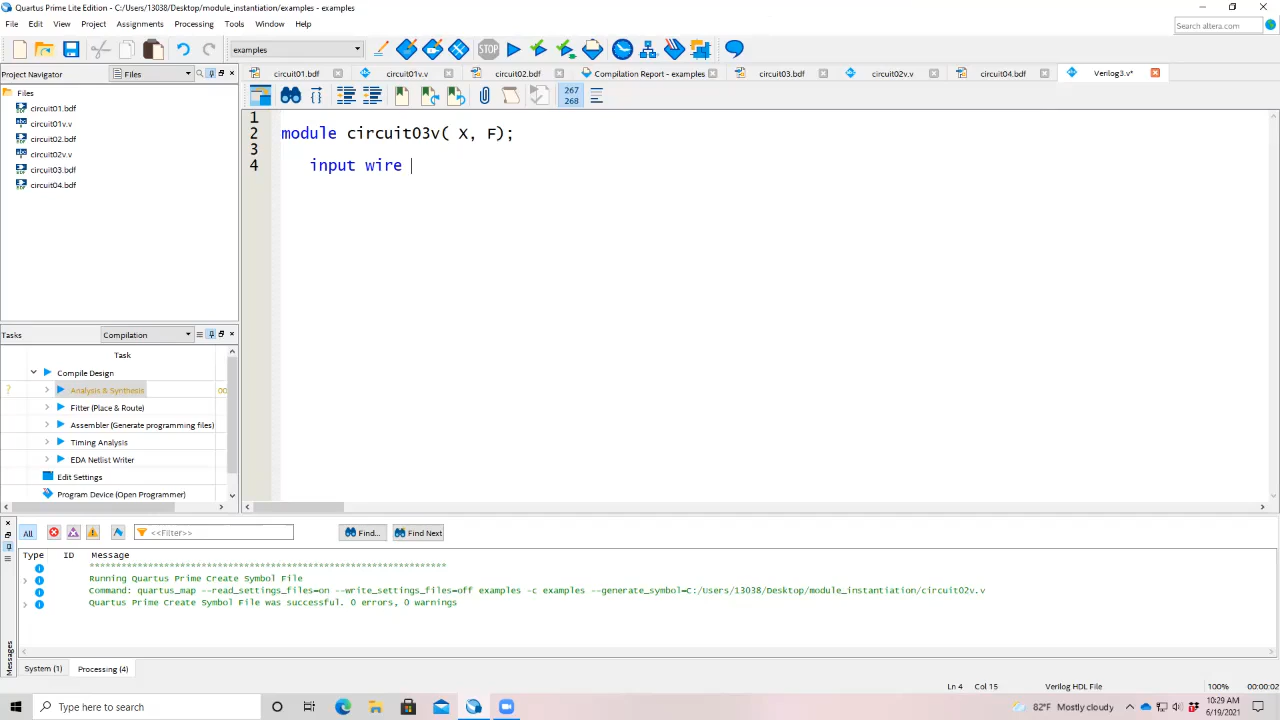 Quartus Prime Lite Edition - C:/Users/13038/Desktop/module_instantiation/examples - examples
File Edit View Project Assignments Processing Tools Window Help
Search altera.com
examples
STOP
Project Navigator Files
circuit01.bdf circuit01v.v circuit02.bdf Compilation Report - examples circuit03.bdf circuit02v.v circuit04.bdf Verilog3.v*
Files
circuit01.bdf
circuit01v.v
circuit02.bdf
circuit02v.v
circuit03.bdf
circuit04.bdf
267
268
1
2 module circuit03v( X, F);
3
4 input wire
Tasks Compilation
Task
Compile Design
? Analysis & Synthesis 00
Fitter (Place & Route)
Assembler (Generate programming files)
Timing Analysis
EDA Netlist Writer
Edit Settings
Program Device (Open Programmer)
All <<Filter>> Find... Find Next
Type ID Message
*******************************************************************
Running Quartus Prime Create Symbol File
Command: quartus_map --read_settings_files=on --write_settings_files=off examples -c examples --generate_symbol=C:/Users/13038/Desktop/module_instantiation/circuit02v.v
Quartus Prime Create Symbol File was successful. 0 errors, 0 warnings
Messages
System (1) Processing (4)
Ln 4 Col 15 Verilog HDL File 100% 00:00:02
Type here to search
82°F Mostly cloudy
10:29 AM
6/19/2021